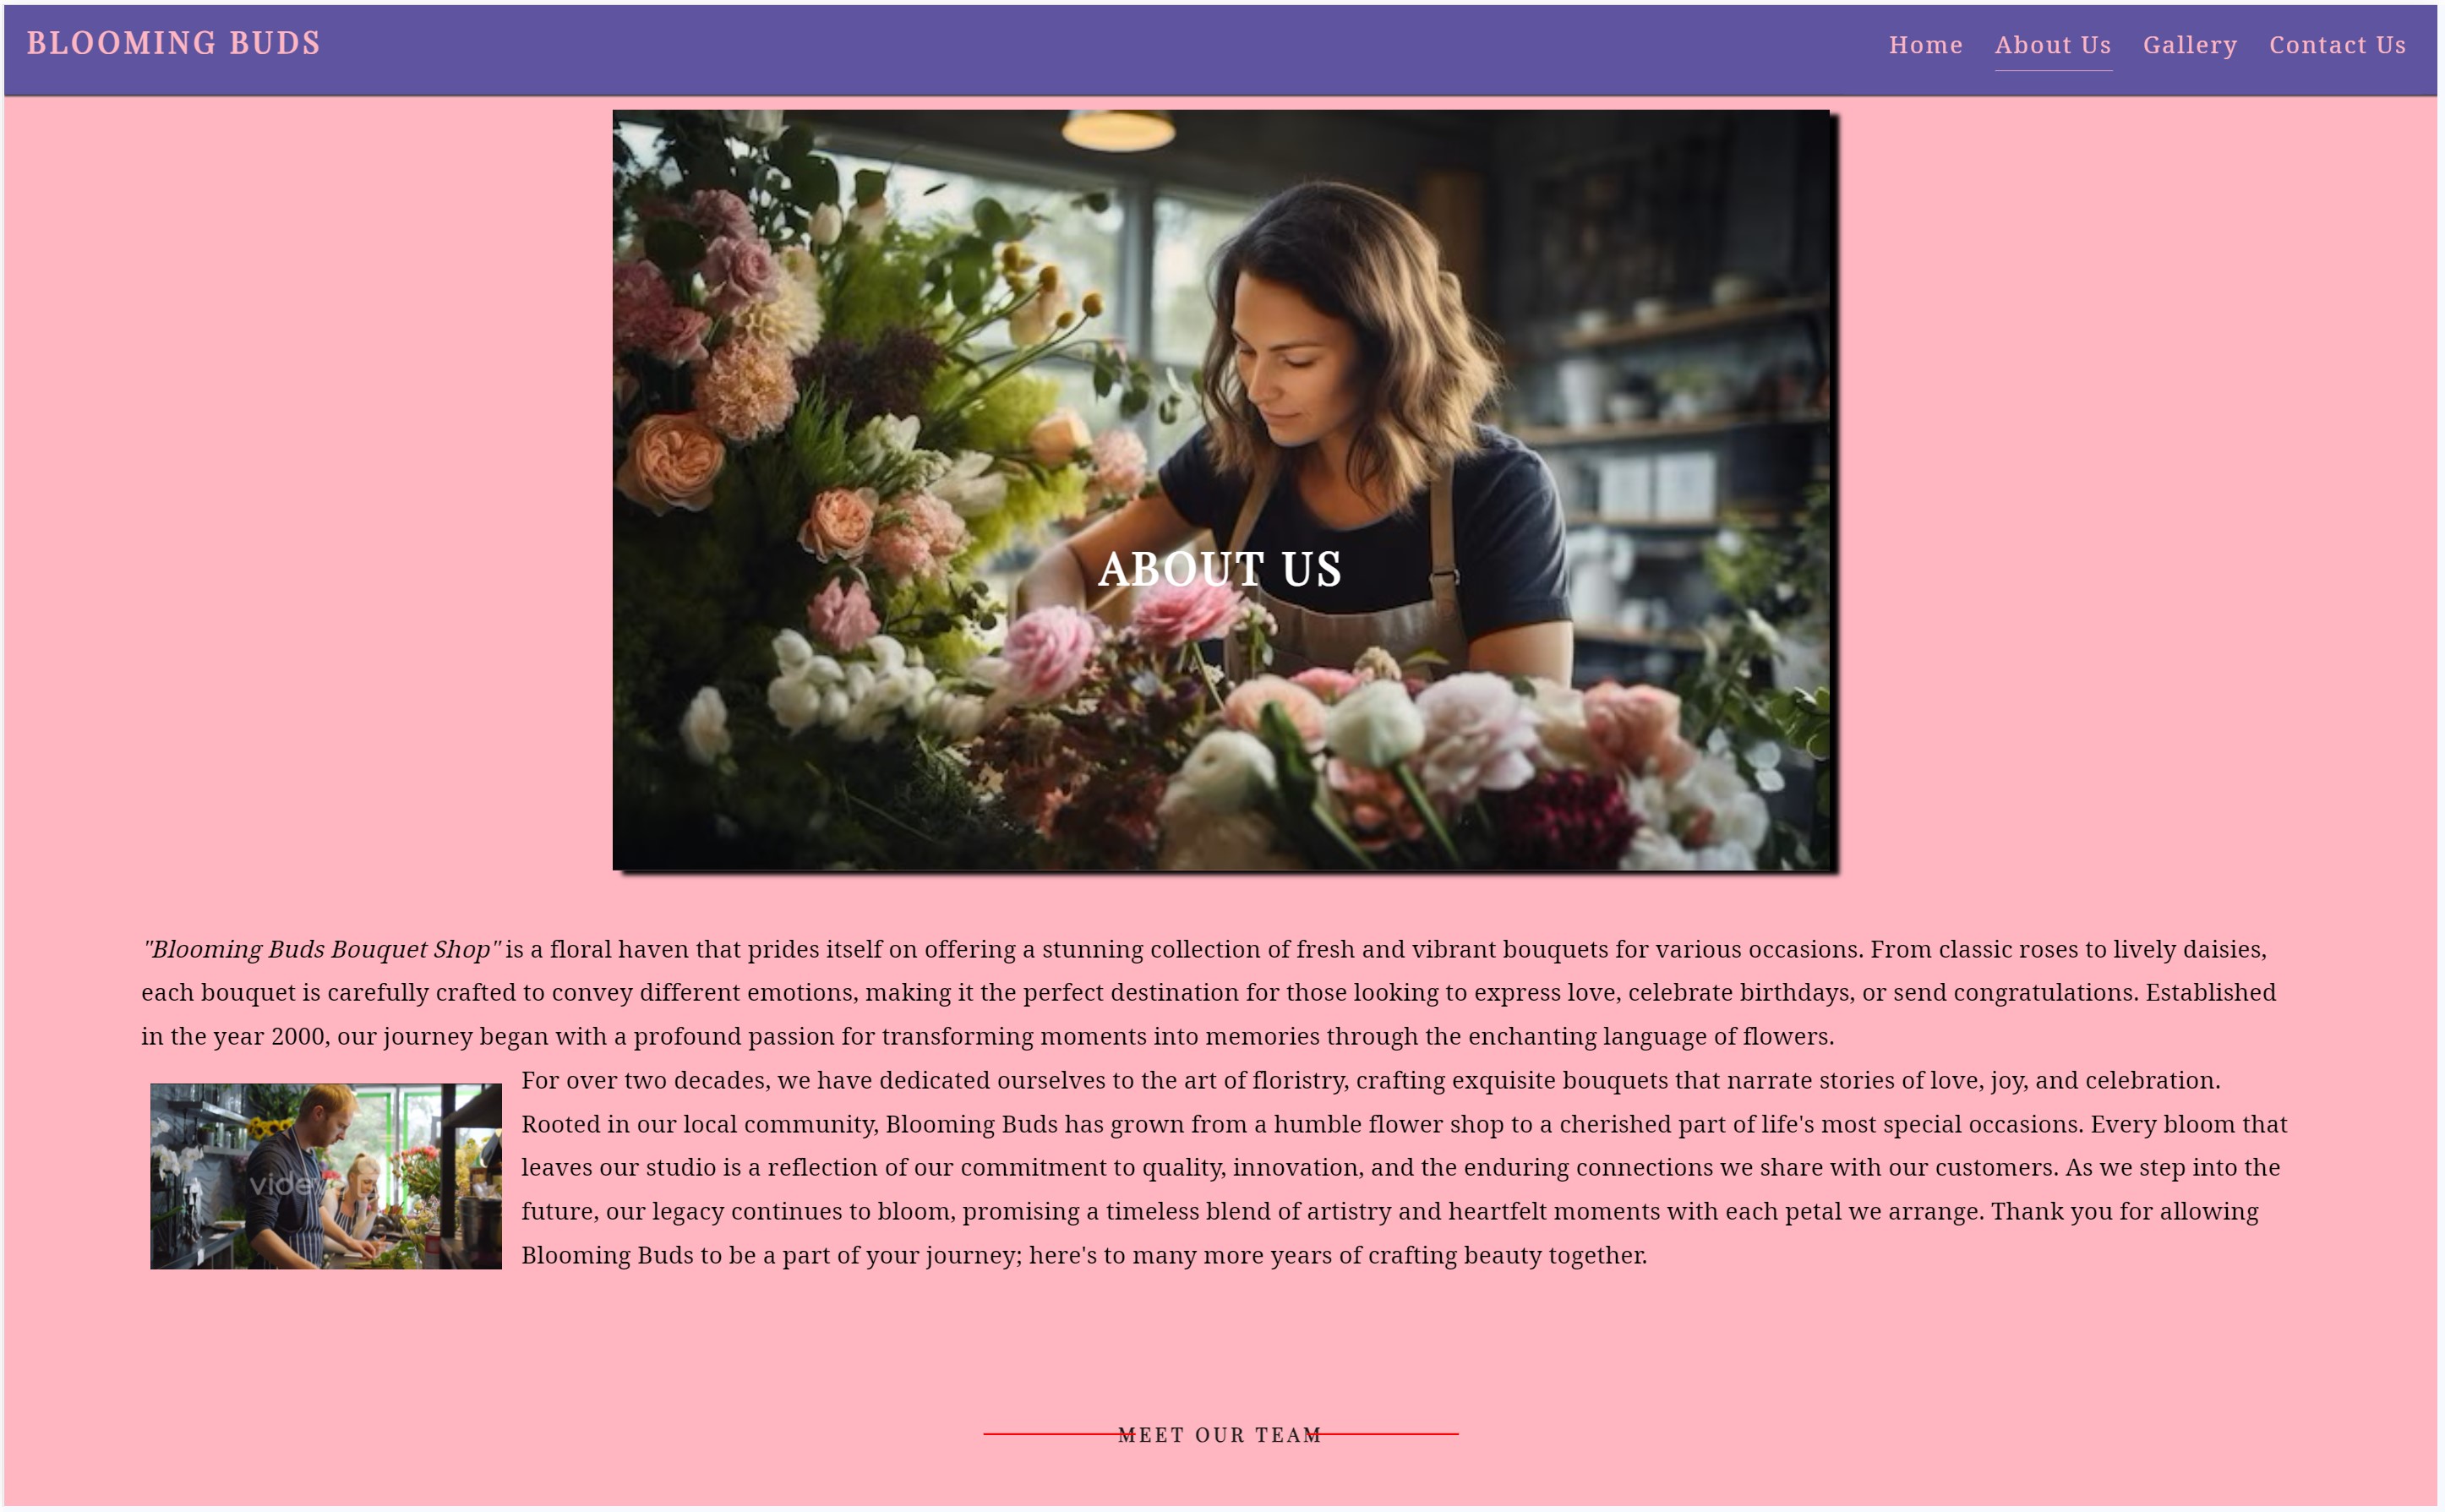 BLOOMING BUDS
Home About Us Gallery Contact Us
ABOUT US
"Blooming Buds Bouquet Shop" is a floral haven that prides itself on offering a stunning collection of fresh and vibrant bouquets for various occasions. From classic roses to lively daisies,
each bouquet is carefully crafted to convey different emotions, making it the perfect destination for those looking to express love, celebrate birthdays, or send congratulations. Established
in the year 2000, our journey began with a profound passion for transforming moments into memories through the enchanting language of flowers.
For over two decades, we have dedicated ourselves to the art of floristry, crafting exquisite bouquets that narrate stories of love, joy, and celebration.
Rooted in our local community, Blooming Buds has grown from a humble flower shop to a cherished part of life's most special occasions. Every bloom that
leaves our studio is a reflection of our commitment to quality, innovation, and the enduring connections we share with our customers. As we step into the
future, our legacy continues to bloom, promising a timeless blend of artistry and heartfelt moments with each petal we arrange. Thank you for allowing
Blooming Buds to be a part of your journey; here's to many more years of crafting beauty together.
MEET OUR TEAM